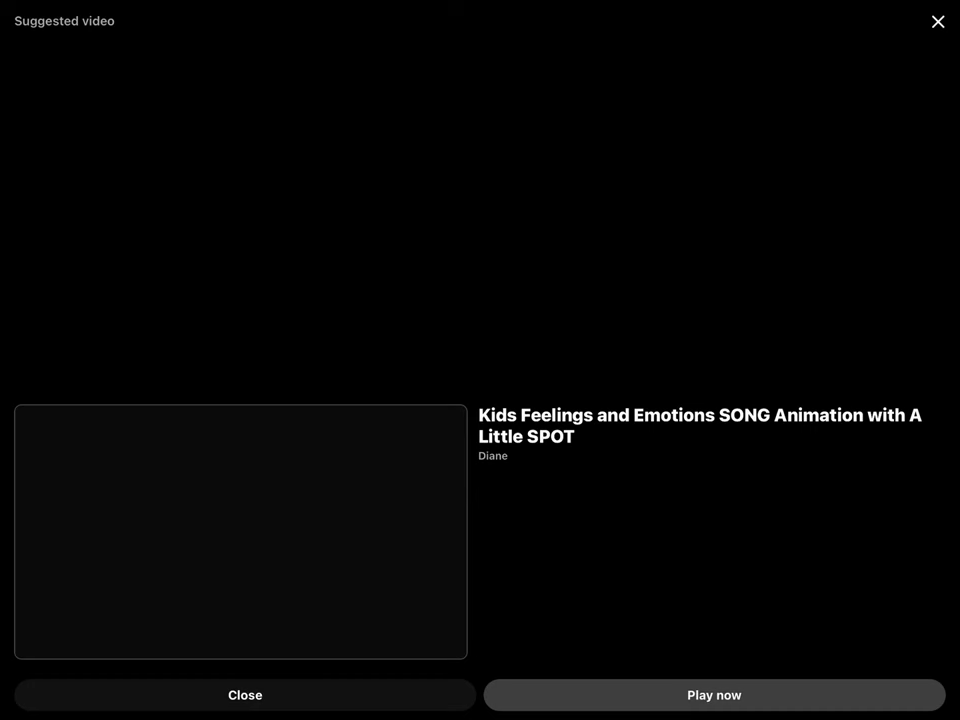 Suggested video
Kids Feelings and Emotions SONG Animation with A
Little SPOT
Diane
Close
Play now